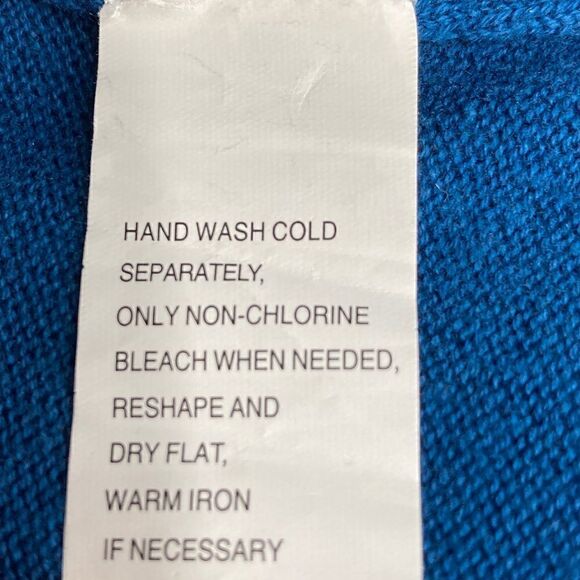 HAND WASH COLD
SEPARATELY,
ONLY NON-CHLORINE
BLEACH WHEN NEEDED,
RESHAPE AND
DRY FLAT,
WARM IRON
IF NECESSARY